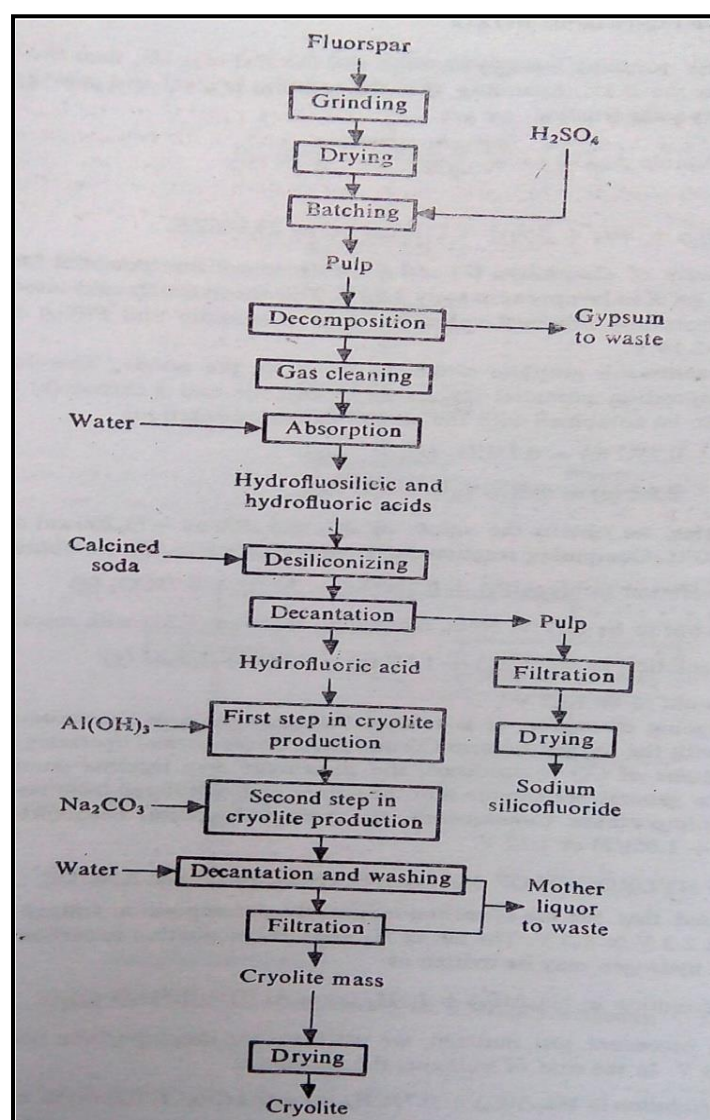 Fluorspar
Grinding
H₂SO₄
Drying
Batching
Pulp
Decomposition
Gypsum
to waste
Gas cleaning
Water
Absorption
Hydrofluosilicic and
hydrofluoric acids
Calcined
soda
Desiliconizing
Decantation
Pulp
Hydrofluoric acid
Filtration
Al(OH)₃
First step in cryolite
production
Drying
Sodium
silicofluoride
Na₂CO₃
Second step in
cryolite production
Water
Decantation and washing
Mother
liquor
to waste
Filtration
Cryolite mass
Drying
Cryolite